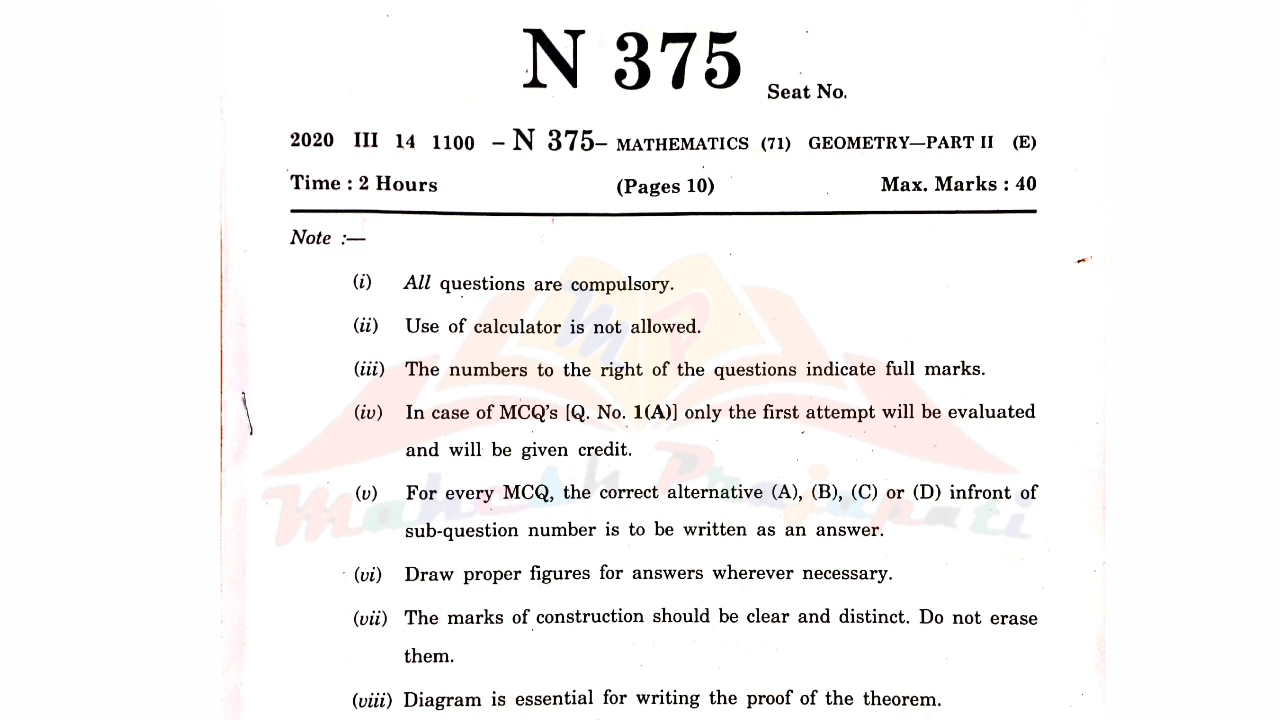 N 375
Seat No.
2020 III 14 1100 – N 375– MATHEMATICS (71) GEOMETRY—PART II (E)
Time : 2 Hours (Pages 10) Max. Marks : 40
Note :—
(i) All questions are compulsory.
(ii) Use of calculator is not allowed.
(iii) The numbers to the right of the questions indicate full marks.
(iv) In case of MCQ's [Q. No. 1(A)] only the first attempt will be evaluated
and will be given credit.
(v) For every MCQ, the correct alternative (A), (B), (C) or (D) infront of
sub-question number is to be written as an answer.
(vi) Draw proper figures for answers wherever necessary.
(vii) The marks of construction should be clear and distinct. Do not erase
them.
(viii) Diagram is essential for writing the proof of the theorem.
MP
Mahesh Prajapati